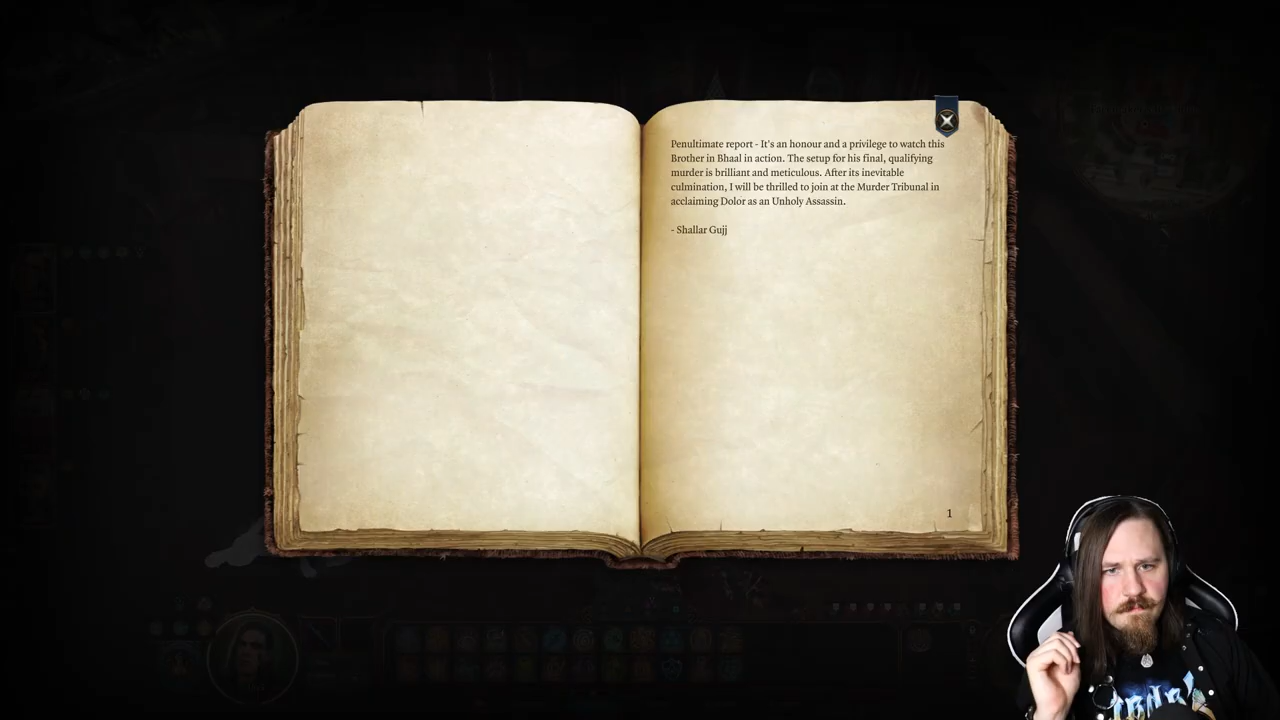 Penultimate report - It's an honour and a privilege to watch this
Brother in Bhaal in action. The setup for his final, qualifying
murder is brilliant and meticulous. After its inevitable
culmination, I will be thrilled to join at the Murder Tribunal in
acclaiming Dolor as an Unholy Assassin.
- Shallar Gujj
1